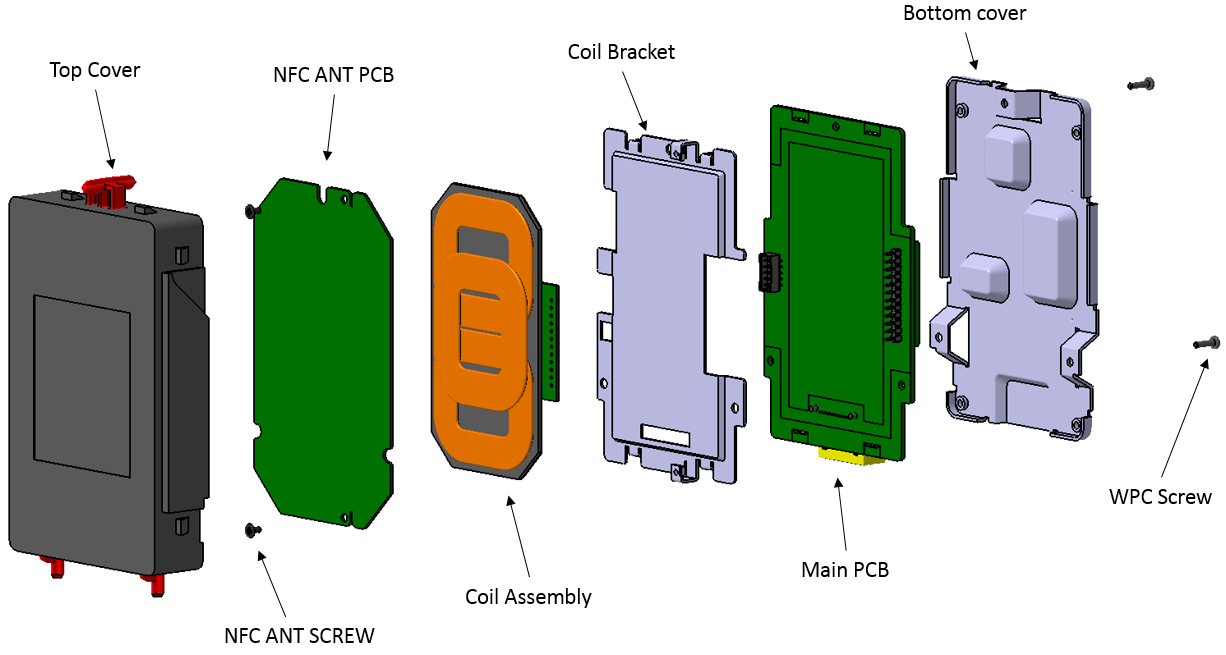 Bottom cover
Coil Bracket
Top Cover
NFC ANT PCB
WPC Screw
Main PCB
Coil Assembly
NFC ANT SCREW